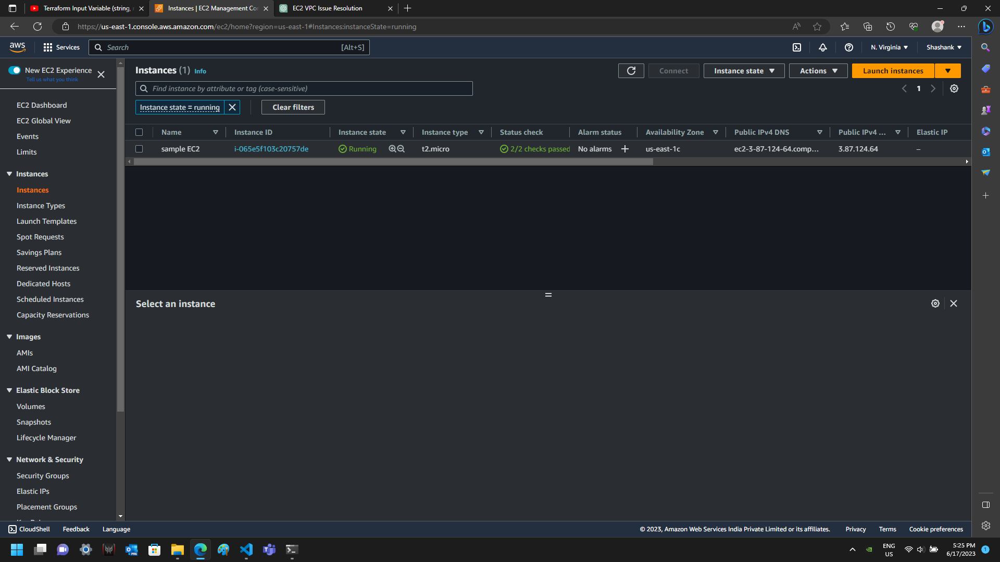 Terraform Input Variable (string,
Instances | EC2 Management Co
EC2 VPC Issue Resolution
https://us-east-1.console.aws.amazon.com/ec2/home?region=us-east-1#Instances:instanceState=running
aws
Services
Search
[Alt+S]
N. Virginia
Shashank
New EC2 Experience
Tell us what you think
EC2 Dashboard
EC2 Global View
Events
Limits
Instances
Instances
Instance Types
Launch Templates
Spot Requests
Savings Plans
Reserved Instances
Dedicated Hosts
Scheduled Instances
Capacity Reservations
Images
AMIs
AMI Catalog
Elastic Block Store
Volumes
Snapshots
Lifecycle Manager
Network & Security
Security Groups
Elastic IPs
Placement Groups
Instances (1) Info
Connect
Instance state
Actions
Launch instances
Find instance by attribute or tag (case-sensitive)
1
Instance state = running
Clear filters
Name Instance ID Instance state Instance type Status check Alarm status Availability Zone Public IPv4 DNS Public IPv4 ... Elastic IP
sample EC2 i-065e5f103c20757de Running t2.micro 2/2 checks passed No alarms + us-east-1c ec2-3-87-124-64.comp... 3.87.124.64 –
Select an instance
CloudShell Feedback Language
© 2023, Amazon Web Services India Private Limited or its affiliates. Privacy Terms Cookie preferences
PRE
ENG
US
5:25 PM
6/17/2023
1